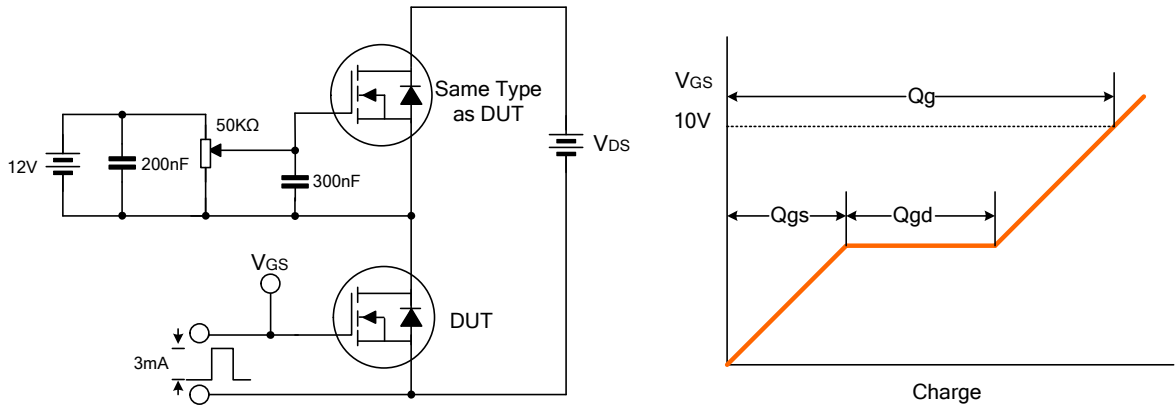 Same Type
as DUT
50KΩ
12V
200nF
300nF
VDS
VGS
DUT
3mA
VGS
10V
Qg
Qgs
Qgd
Charge